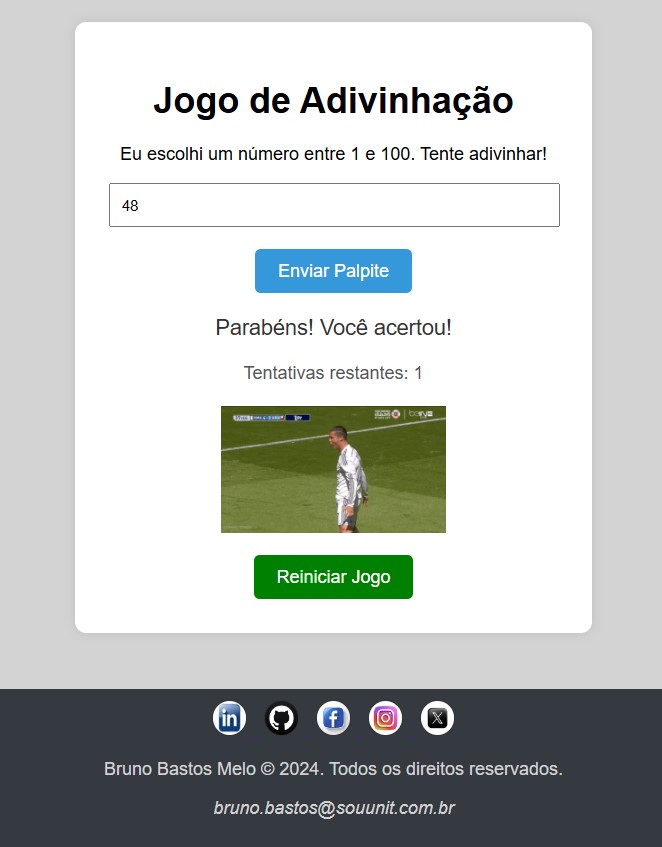 Jogo de Adivinhação
Eu escolhi um número entre 1 e 100. Tente adivinhar!
48
Enviar Palpite
Parabéns! Você acertou!
Tentativas restantes: 1
Reiniciar Jogo
in
f
X
Bruno Bastos Melo © 2024. Todos os direitos reservados.
bruno.bastos@souunit.com.br